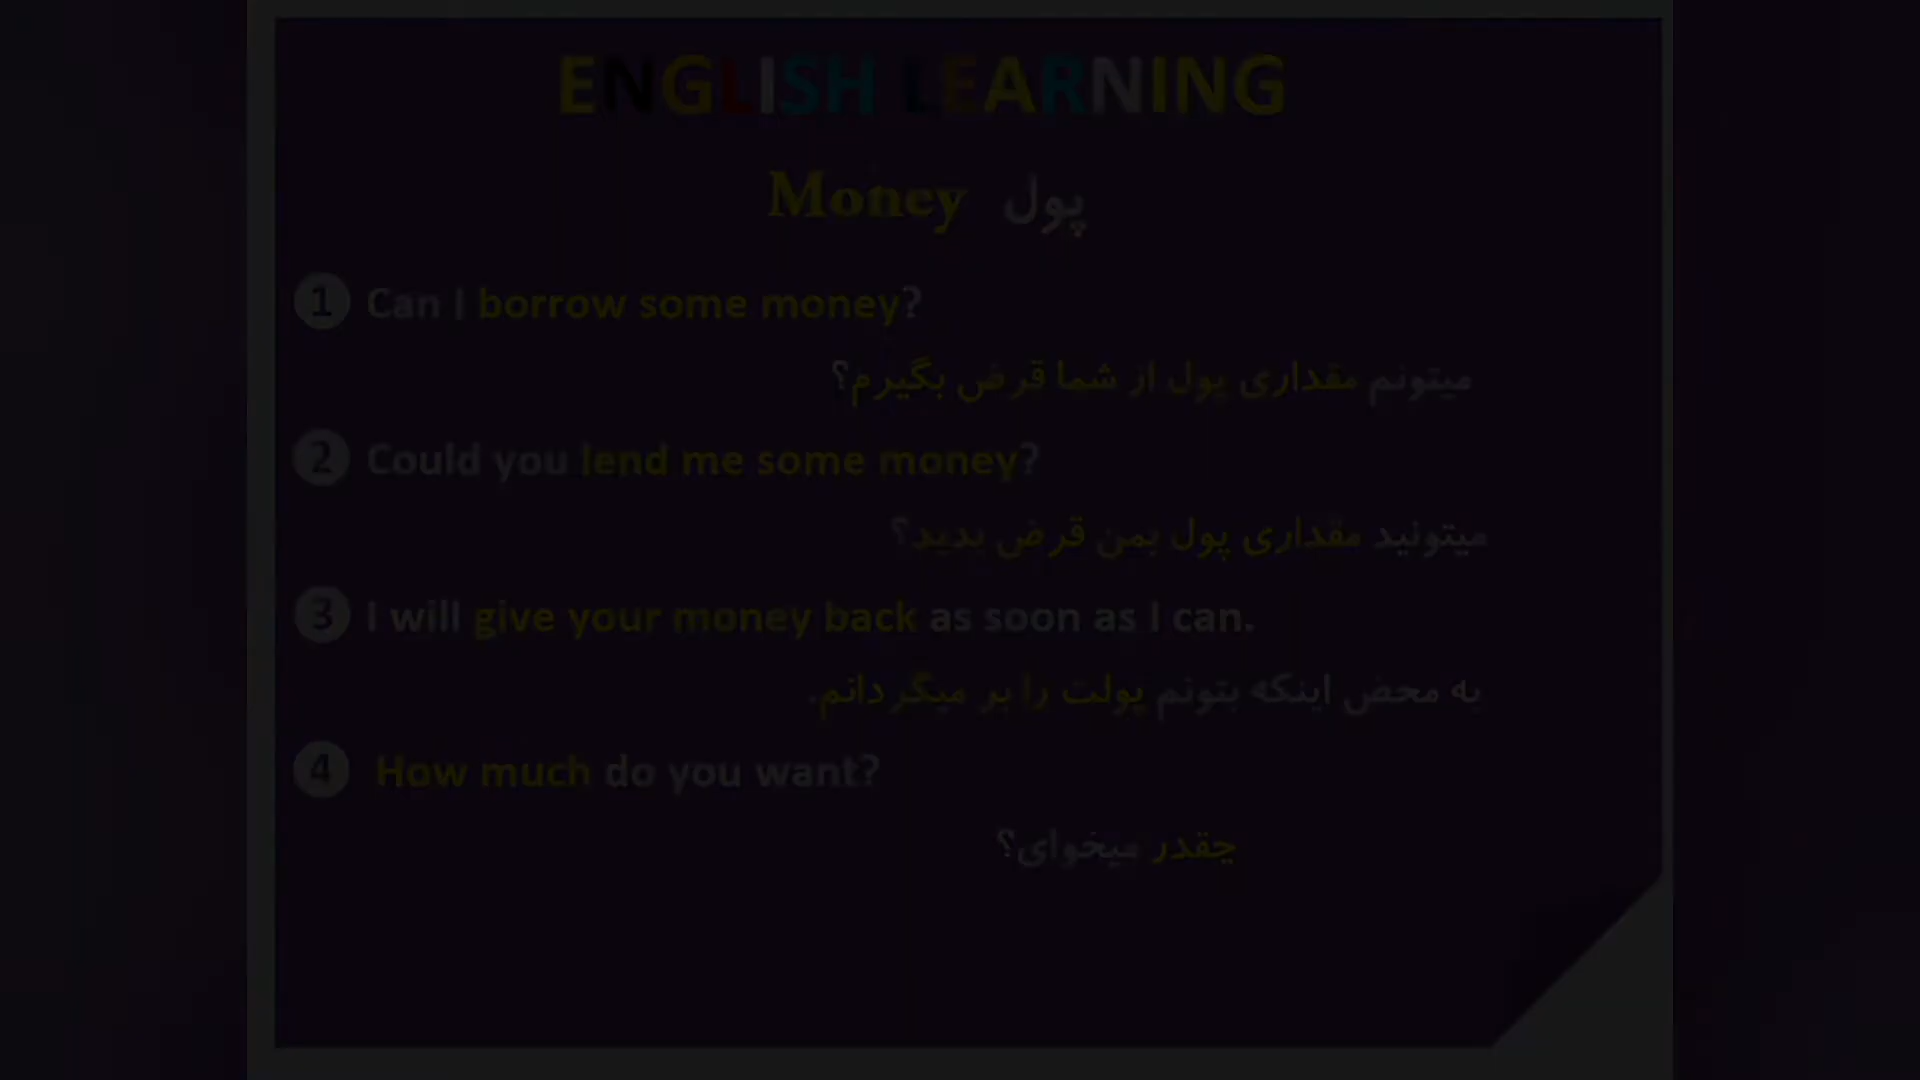 ENGLISH LEARNING
Money پول
1 Can I borrow some money?
میتونم مقداری پول از شما قرض بگیرم؟
2 Could you lend me some money?
میتونید مقداری پول بمن قرض بدید؟
3 I will give your money back as soon as I can.
به محض اینکه بتونم پولت را بر میگردانم.
4 How much do you want?
چقدر میخوای؟